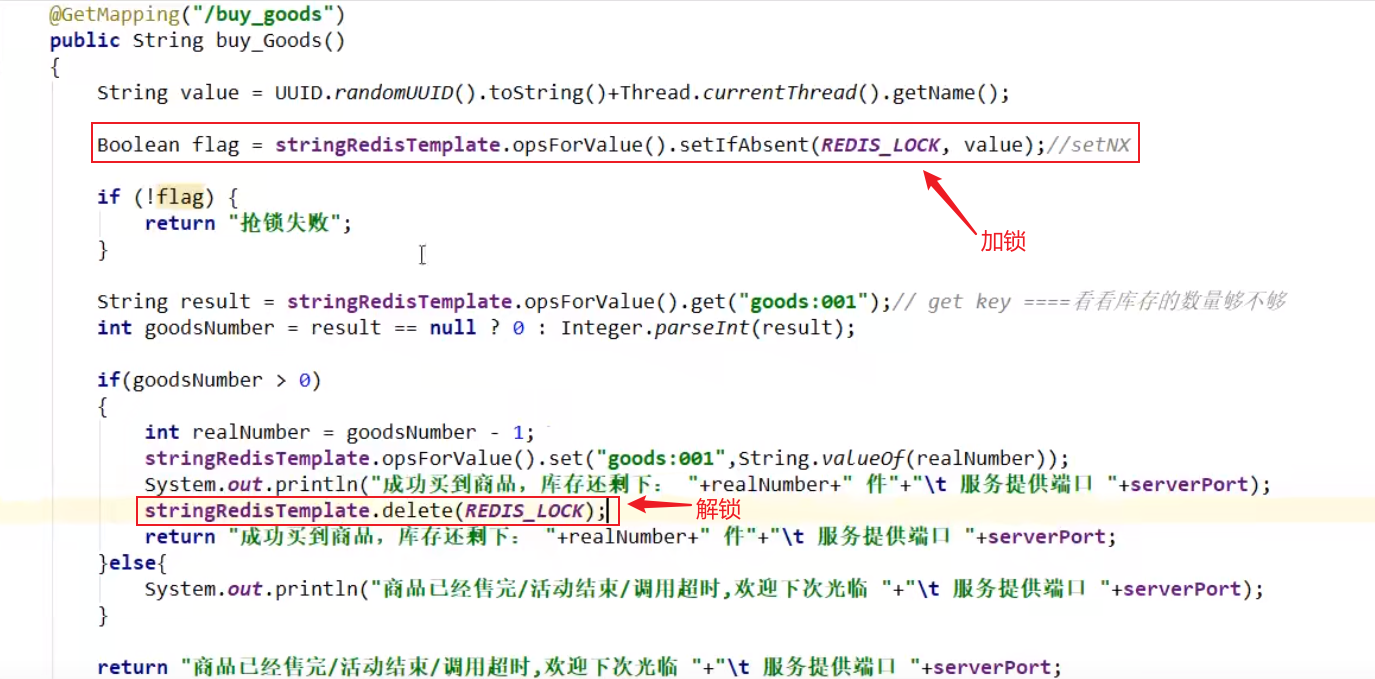 @GetMapping("/buy_goods")
public String buy_Goods()
{
String value = UUID.randomUUID().toString()+Thread.currentThread().getName();
Boolean flag = stringRedisTemplate.opsForValue().setIfAbsent(REDIS_LOCK, value);//setNX
if (!flag) {
return "抢锁失败";
}
加锁
String result = stringRedisTemplate.opsForValue().get("goods:001");// get key ====看看库存的数量够不够
int goodsNumber = result == null ? 0 : Integer.parseInt(result);
if(goodsNumber > 0)
{
int realNumber = goodsNumber - 1;
stringRedisTemplate.opsForValue().set("goods:001",String.valueOf(realNumber));
System.out.println("成功买到商品，库存还剩下： "+realNumber+" 件"+"\t 服务提供端口 "+serverPort);
stringRedisTemplate.delete(REDIS_LOCK); 解锁
return "成功买到商品，库存还剩下： "+realNumber+" 件"+"\t 服务提供端口 "+serverPort;
}else{
System.out.println("商品已经售完/活动结束/调用超时,欢迎下次光临 "+"\t 服务提供端口 "+serverPort);
}
return "商品已经售完/活动结束/调用超时,欢迎下次光临 "+"\t 服务提供端口 "+serverPort;